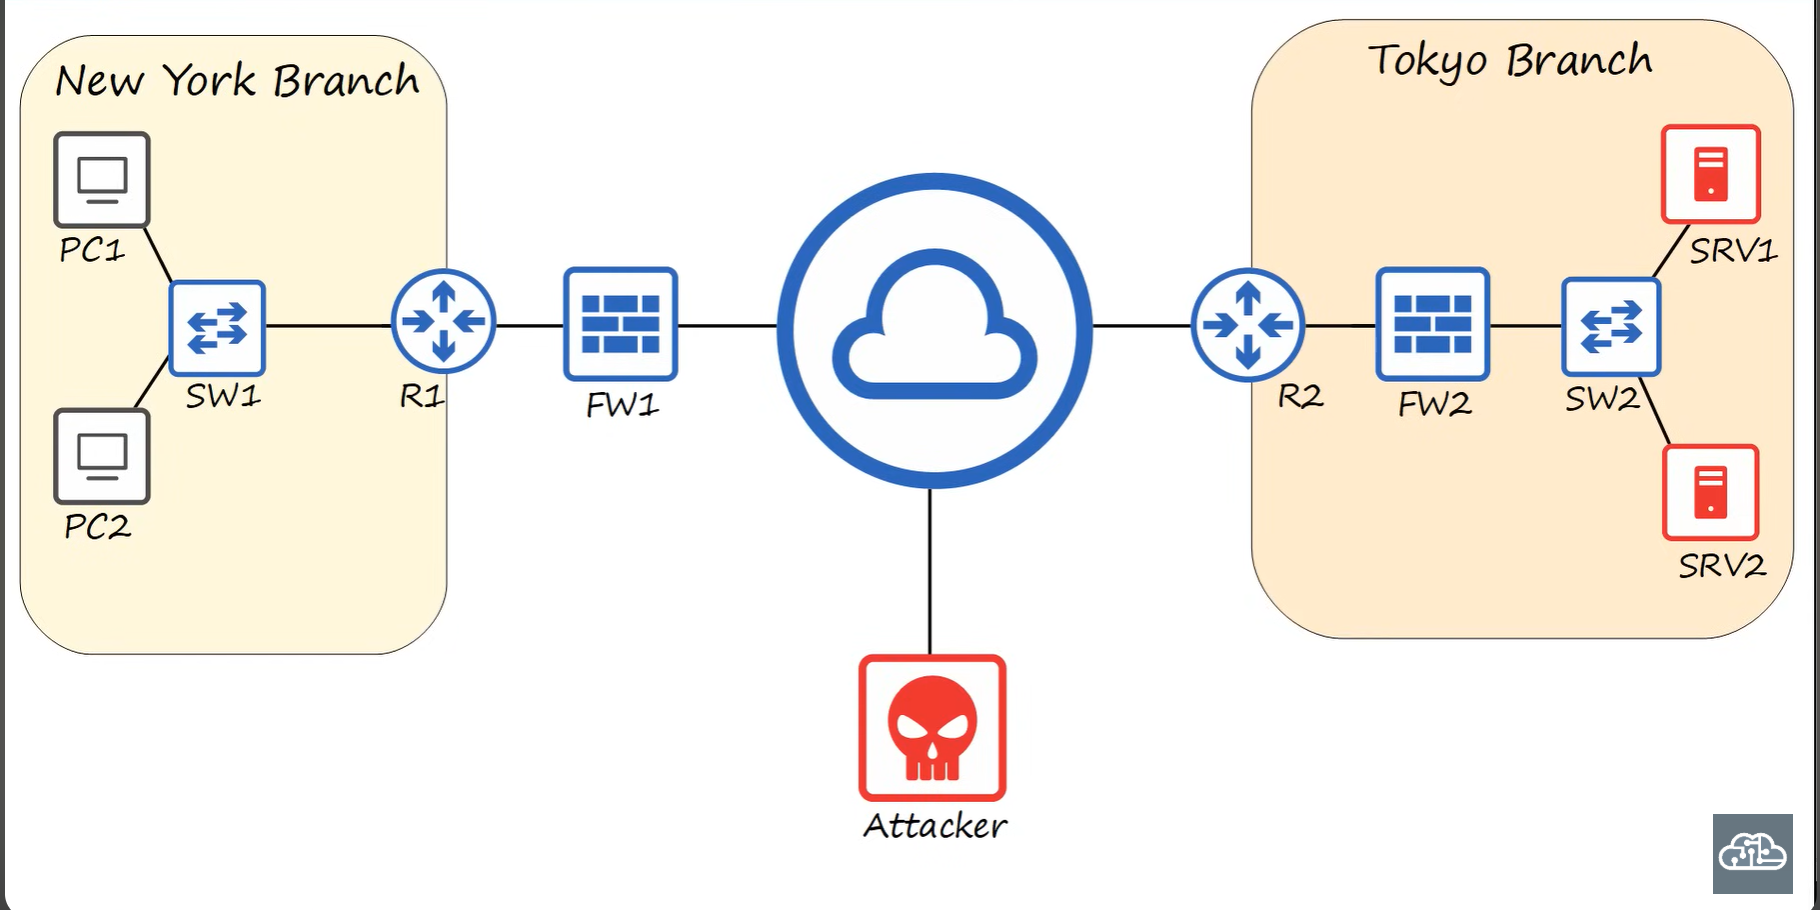 New York Branch
Tokyo Branch
PC1
SRV1
SW1
R1
FW1
R2
FW2
SW2
PC2
SRV2
Attacker